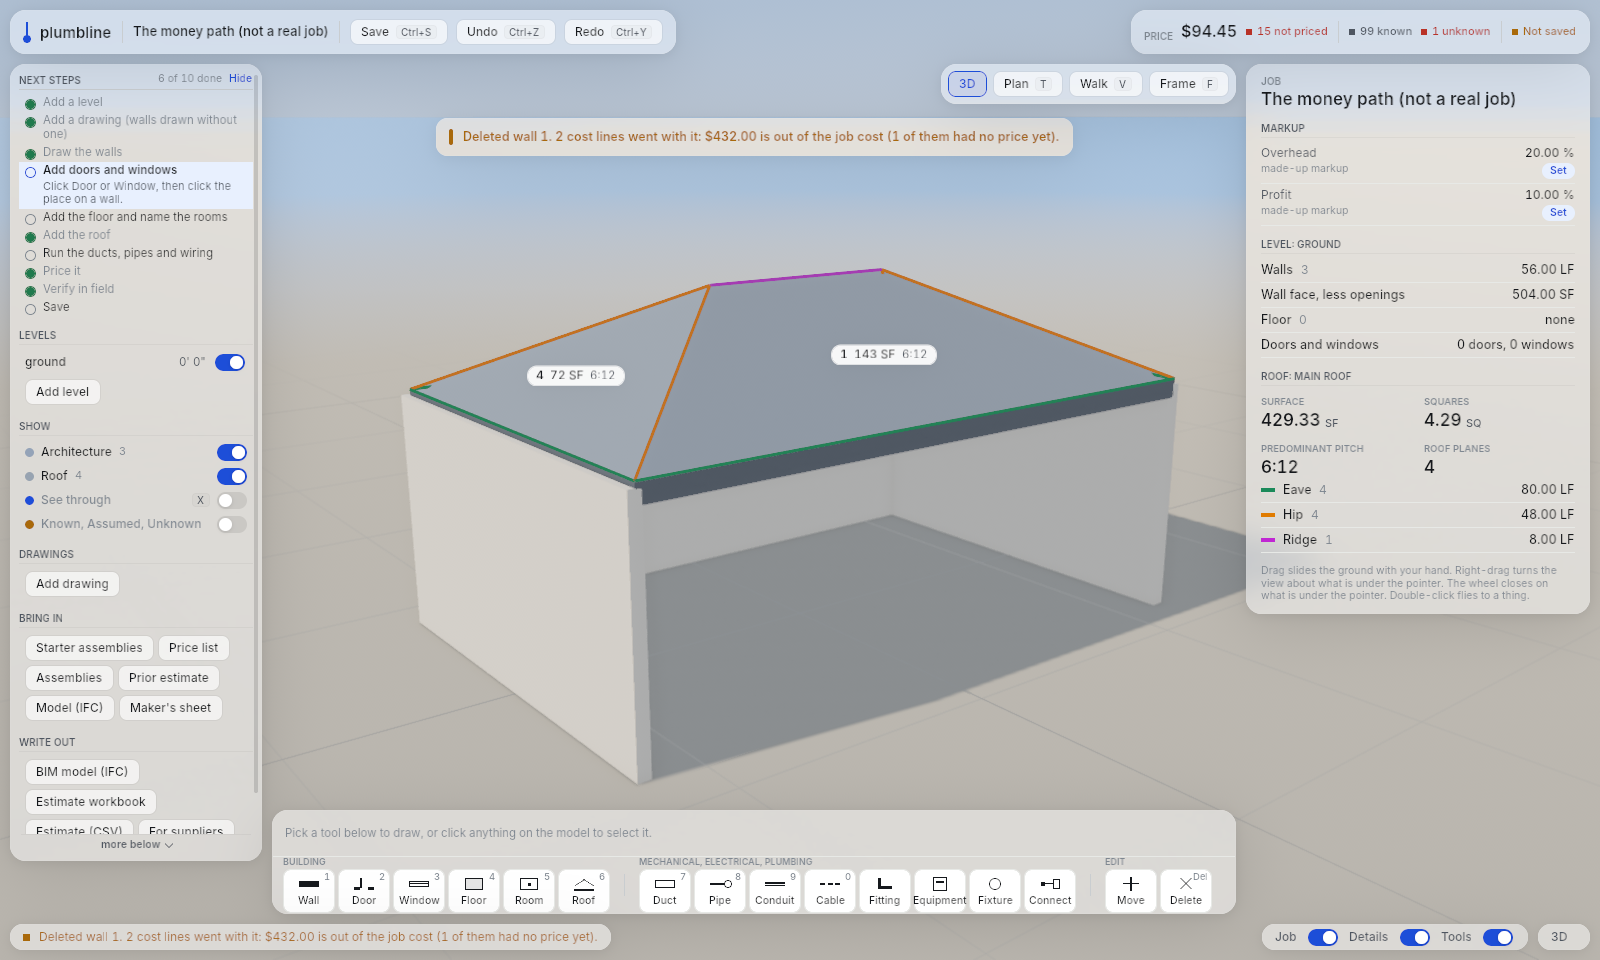 plumbline
The money path (not a real job)
Save Ctrl+S
Undo Ctrl+Z
Redo Ctrl+Y
PRICE $94.45 15 not priced 99 known 1 unknown Not saved
NEXT STEPS 6 of 10 done Hide
Add a level
Add a drawing (walls drawn without
one)
Draw the walls
Add doors and windows
Click Door or Window, then click the
place on a wall.
Add the floor and name the rooms
Add the roof
Run the ducts, pipes and wiring
Price it
Verify in field
Save
LEVELS
ground 0' 0"
Add level
SHOW
Architecture 3
Roof 4
See through X
Known, Assumed, Unknown
DRAWINGS
Add drawing
BRING IN
Starter assemblies Price list
Assemblies Prior estimate
Model (IFC) Maker's sheet
WRITE OUT
BIM model (IFC)
Estimate workbook
Estimate (CSV) For suppliers
more below
3D Plan T Walk V Frame F
Deleted wall 1. 2 cost lines went with it: $432.00 is out of the job cost (1 of them had no price yet).
4 72 SF 6:12
1 143 SF 6:12
JOB
The money path (not a real job)
MARKUP
Overhead 20.00 %
made-up markup Set
Profit 10.00 %
made-up markup Set
LEVEL: GROUND
Walls 3 56.00 LF
Wall face, less openings 504.00 SF
Floor 0 none
Doors and windows 0 doors, 0 windows
ROOF: MAIN ROOF
SURFACE SQUARES
429.33 SF 4.29 SQ
PREDOMINANT PITCH ROOF PLANES
6:12 4
Eave 4 80.00 LF
Hip 4 48.00 LF
Ridge 1 8.00 LF
Drag slides the ground with your hand. Right-drag turns the
view about what is under the pointer. The wheel closes on
what is under the pointer. Double-click flies to a thing.
Pick a tool below to draw, or click anything on the model to select it.
BUILDING MECHANICAL, ELECTRICAL, PLUMBING EDIT
1 2 3 4 5 6 7 8 9 0 Del
Wall Door Window Floor Room Roof Duct Pipe Conduit Cable Fitting Equipment Fixture Connect Move Delete
Deleted wall 1. 2 cost lines went with it: $432.00 is out of the job cost (1 of them had no price yet).
Job Details Tools 3D